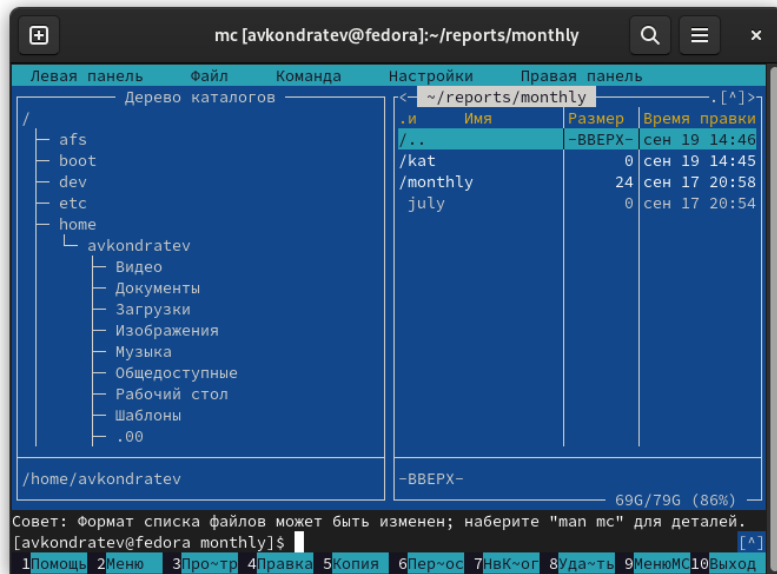 mc [avkondratev@fedora]:~/reports/monthly
Левая панель Файл Команда Настройки Правая панель
Дерево каталогов
/
afs
boot
dev
etc
home
avkondratev
Видео
Документы
Загрузки
Изображения
Музыка
Общедоступные
Рабочий стол
Шаблоны
.00
/home/avkondratev
<— ~/reports/monthly .[^]>
.и Имя Размер Время правки
/.. -ВВЕРХ- сен 19 14:46
/kat 0 сен 19 14:45
/monthly 24 сен 17 20:58
july 0 сен 17 20:54
-ВВЕРХ-
69G/79G (86%)
Совет: Формат списка файлов может быть изменен; наберите "man mc" для деталей.
[avkondratev@fedora monthly]$ [^]
1Помощь 2Меню 3Про~тр 4Правка 5Копия 6Пер~ос 7НвК~ог 8Уда~ть 9МенюМС 10Выход